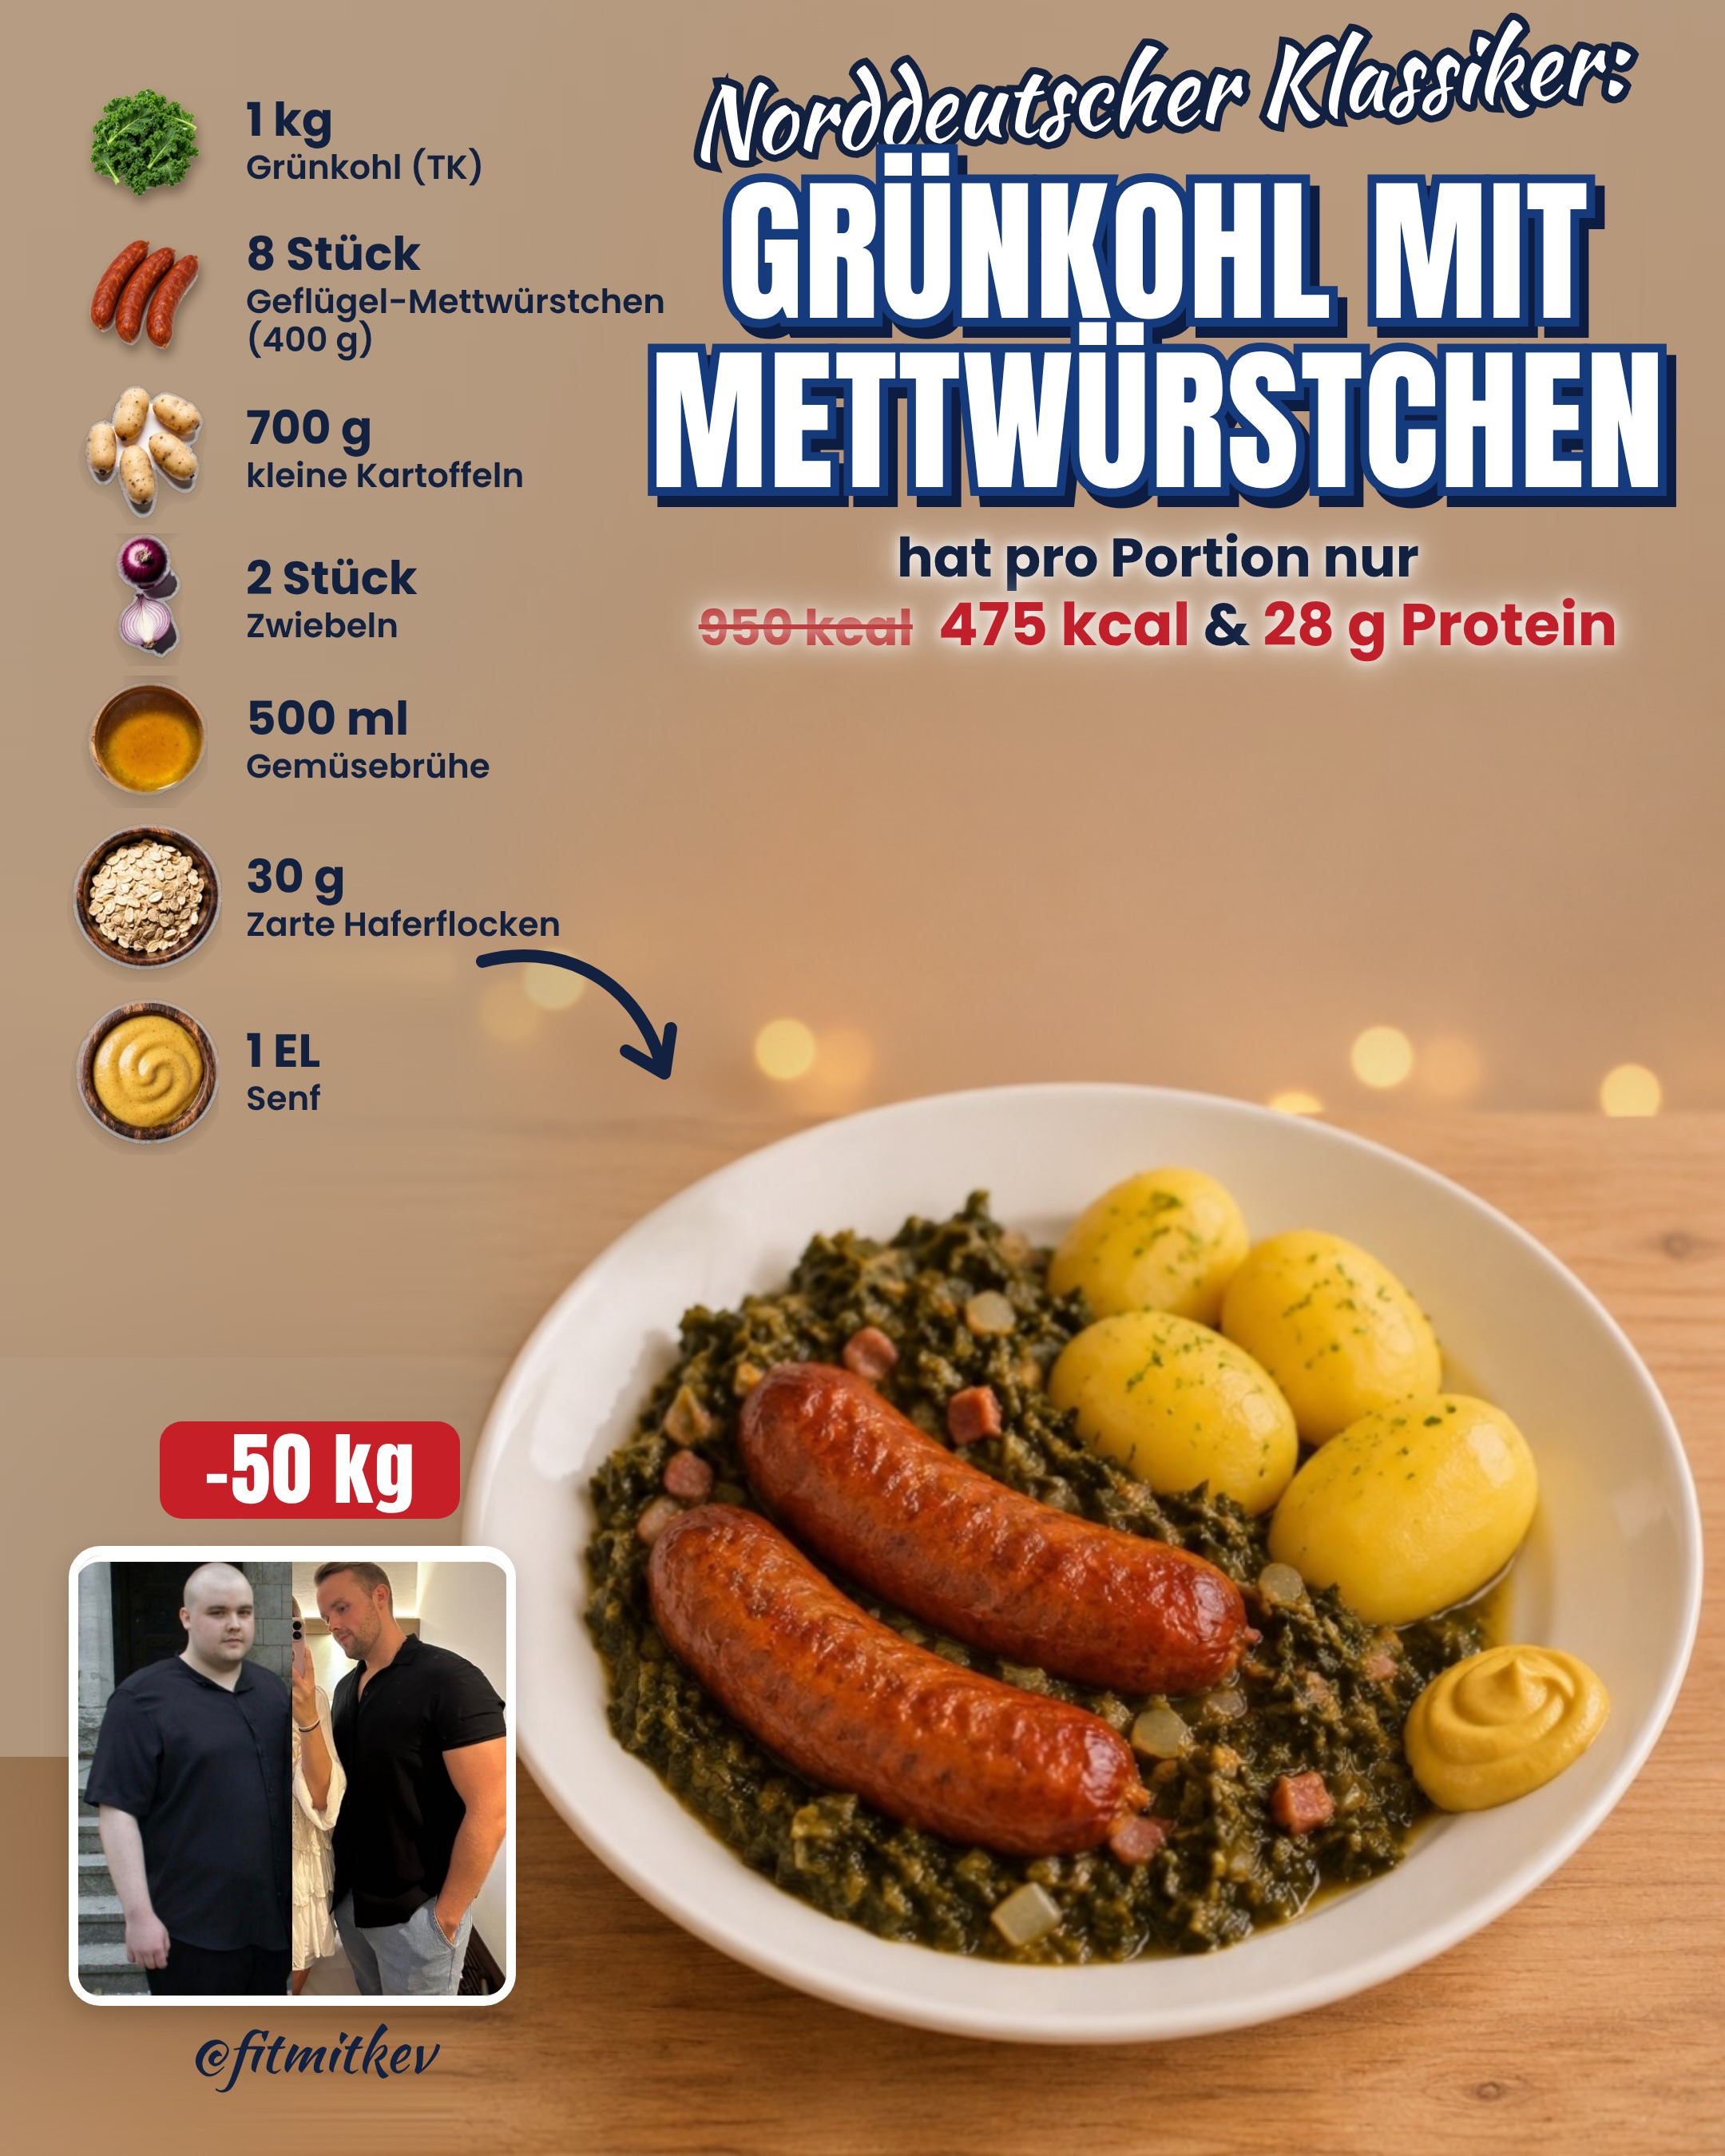 Norddeutscher Klassiker:
GRÜNKOHL MIT
METTWÜRSTCHEN
hat pro Portion nur
950 kcal 475 kcal & 28 g Protein
1 kg
Grünkohl (TK)
8 Stück
Geflügel-Mettwürstchen
(400 g)
700 g
kleine Kartoffeln
2 Stück
Zwiebeln
500 ml
Gemüsebrühe
30 g
Zarte Haferflocken
1 EL
Senf
-50 kg
@fitmitkev